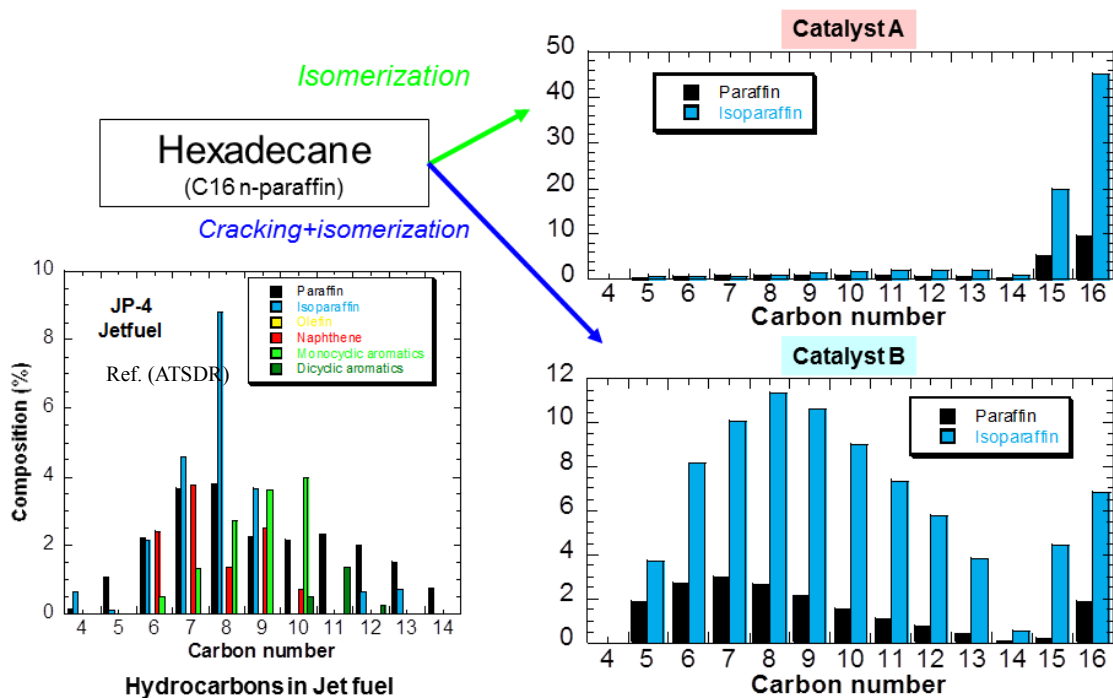 Catalyst A
Isomerization
50
40
30
20
10
0
Paraffin
Isoparaffin
4 5 6 7 8 9 10 11 12 13 14 15 16
Carbon number
Hexadecane
(C16 n-paraffin)
Cracking+isomerization
10
8
6
4
2
0
Composition (%)
JP-4
Jetfuel
Ref. (ATSDR)
Paraffin
Isoparaffin
Olefin
Naphthene
Monocyclic aromatics
Dicyclic aromatics
4 5 6 7 8 9 10 11 12 13 14
Carbon number
Hydrocarbons in Jet fuel
Catalyst B
12
10
8
6
4
2
0
Paraffin
Isoparaffin
4 5 6 7 8 9 10 11 12 13 14 15 16
Carbon number